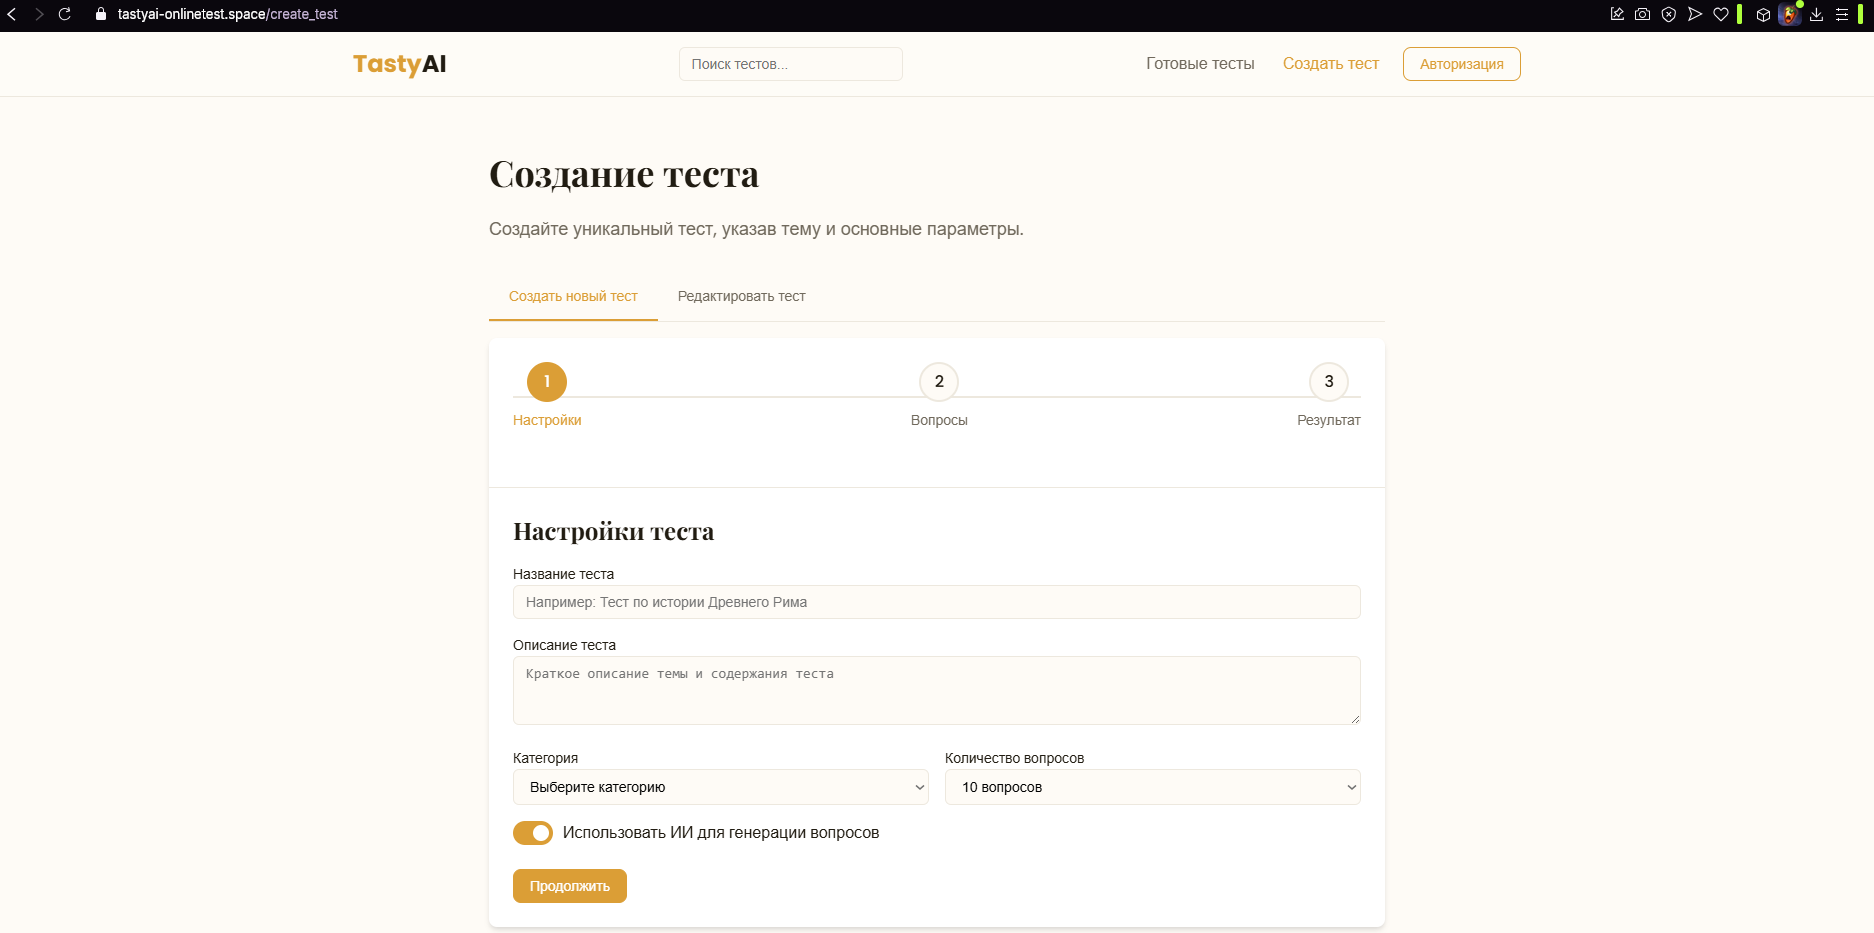 tastyai-onlinetest.space/create_test
TastyAI
Поиск тестов...
Готовые тесты
Создать тест
Авторизация
Создание теста
Создайте уникальный тест, указав тему и основные параметры.
Создать новый тест
Редактировать тест
1
2
3
Настройки
Вопросы
Результат
Настройки теста
Название теста
Например: Тест по истории Древнего Рима
Описание теста
Краткое описание темы и содержания теста
Категория
Количество вопросов
Выберите категорию
10 вопросов
Использовать ИИ для генерации вопросов
Продолжить